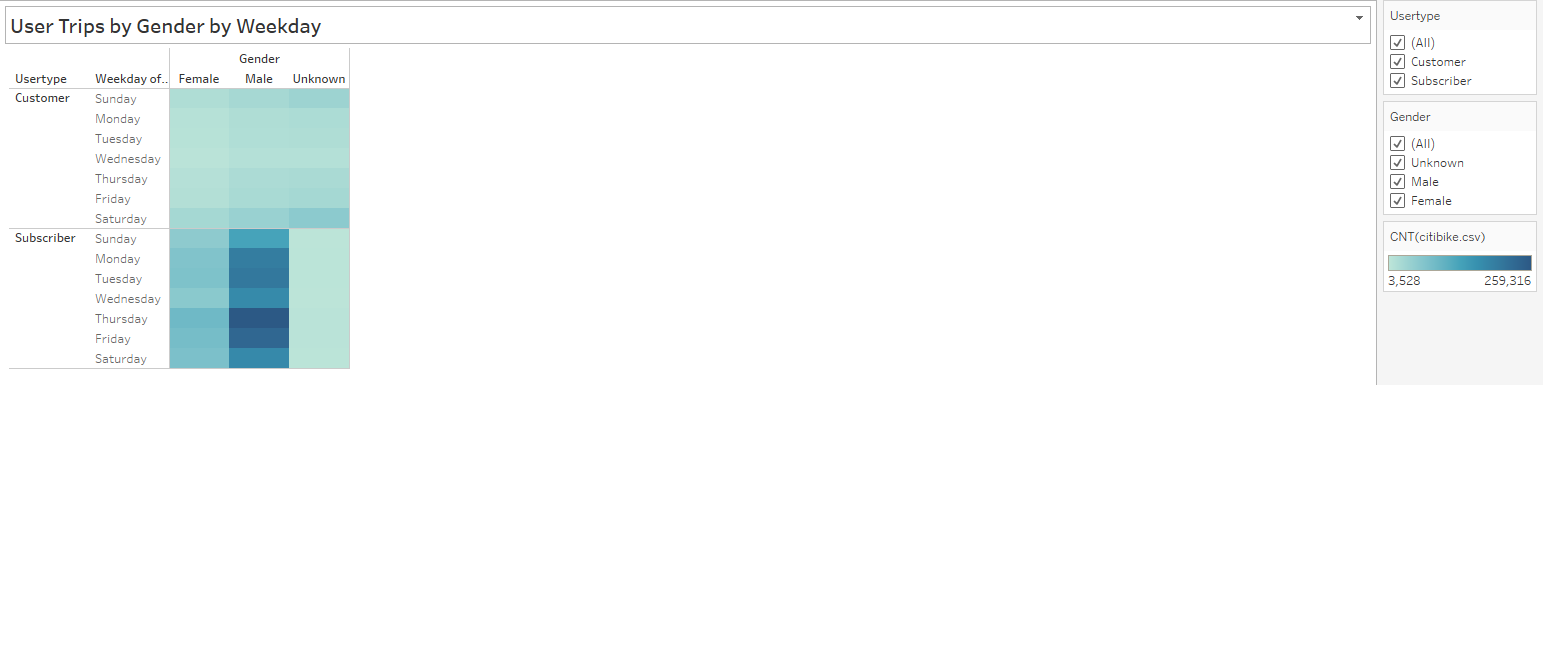 User Trips by Gender by Weekday
Gender
Usertype Weekday of.. Female Male Unknown
Customer Sunday
Monday
Tuesday
Wednesday
Thursday
Friday
Saturday
Subscriber Sunday
Monday
Tuesday
Wednesday
Thursday
Friday
Saturday
Usertype
(All)
Customer
Subscriber
Gender
(All)
Unknown
Male
Female
CNT(citibike.csv)
3,528 259,316